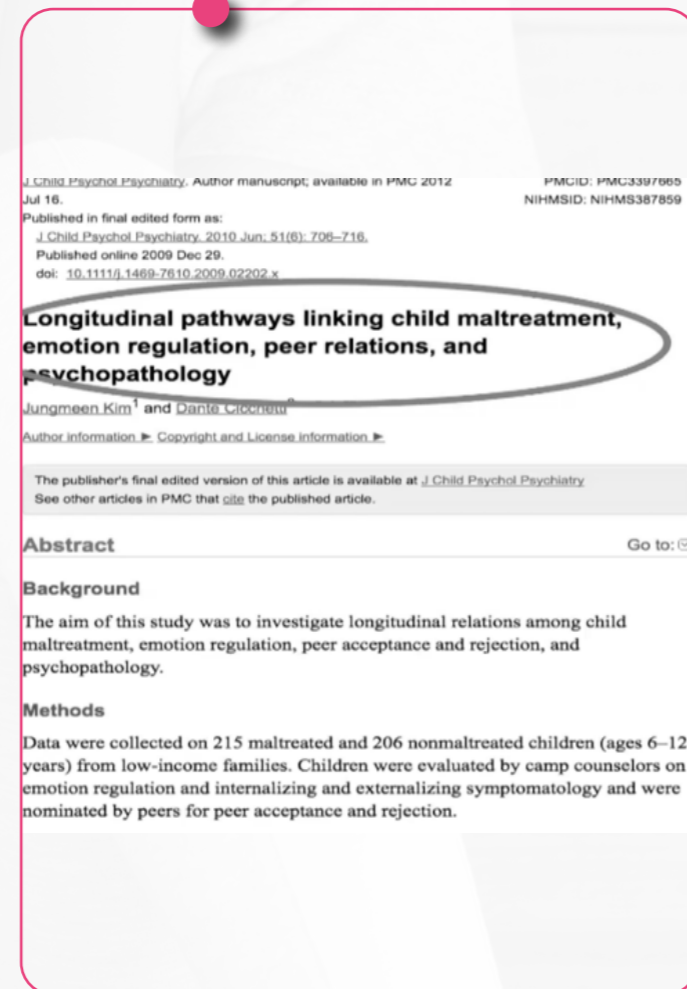 J Child Psychol Psychiatry. Author manuscript; available in PMC 2012 PMCID: PMC3397665
Jul 16. NIHMSID: NIHMS387859
Published in final edited form as:
J Child Psychol Psychiatry. 2010 Jun; 51(6): 706–716.
Published online 2009 Dec 29.
doi: 10.1111/j.1469-7610.2009.02202.x
Longitudinal pathways linking child maltreatment,
emotion regulation, peer relations, and
psychopathology
Jungmeen Kim1 and Dante Cicchetti2
Author information ► Copyright and License information ►
The publisher's final edited version of this article is available at J Child Psychol Psychiatry
See other articles in PMC that cite the published article.
Abstract Go to:
Background
The aim of this study was to investigate longitudinal relations among child
maltreatment, emotion regulation, peer acceptance and rejection, and
psychopathology.
Methods
Data were collected on 215 maltreated and 206 nonmaltreated children (ages 6–12
years) from low-income families. Children were evaluated by camp counselors on
emotion regulation and internalizing and externalizing symptomatology and were
nominated by peers for peer acceptance and rejection.